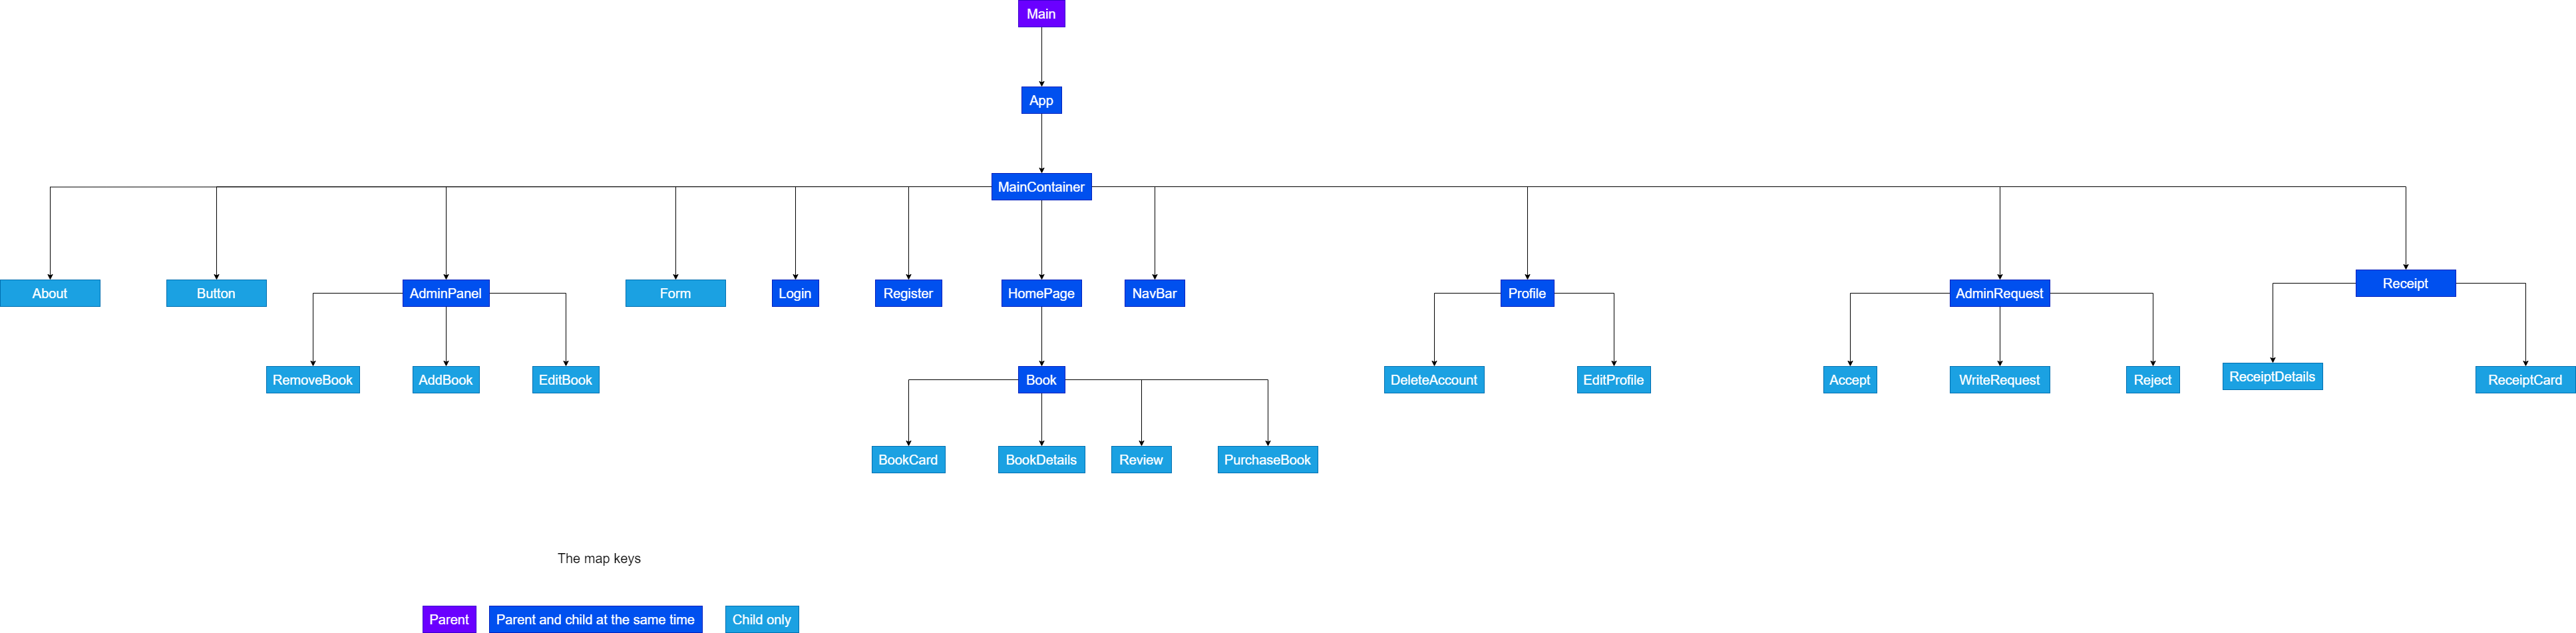 Main
App
MainContainer
About
Button
AdminPanel
Form
Login
Register
HomePage
NavBar
Profile
AdminRequest
Receipt
RemoveBook
AddBook
EditBook
Book
DeleteAccount
EditProfile
Accept
WriteRequest
Reject
ReceiptDetails
ReceiptCard
BookCard
BookDetails
Review
PurchaseBook
The map keys
Parent
Parent and child at the same time
Child only